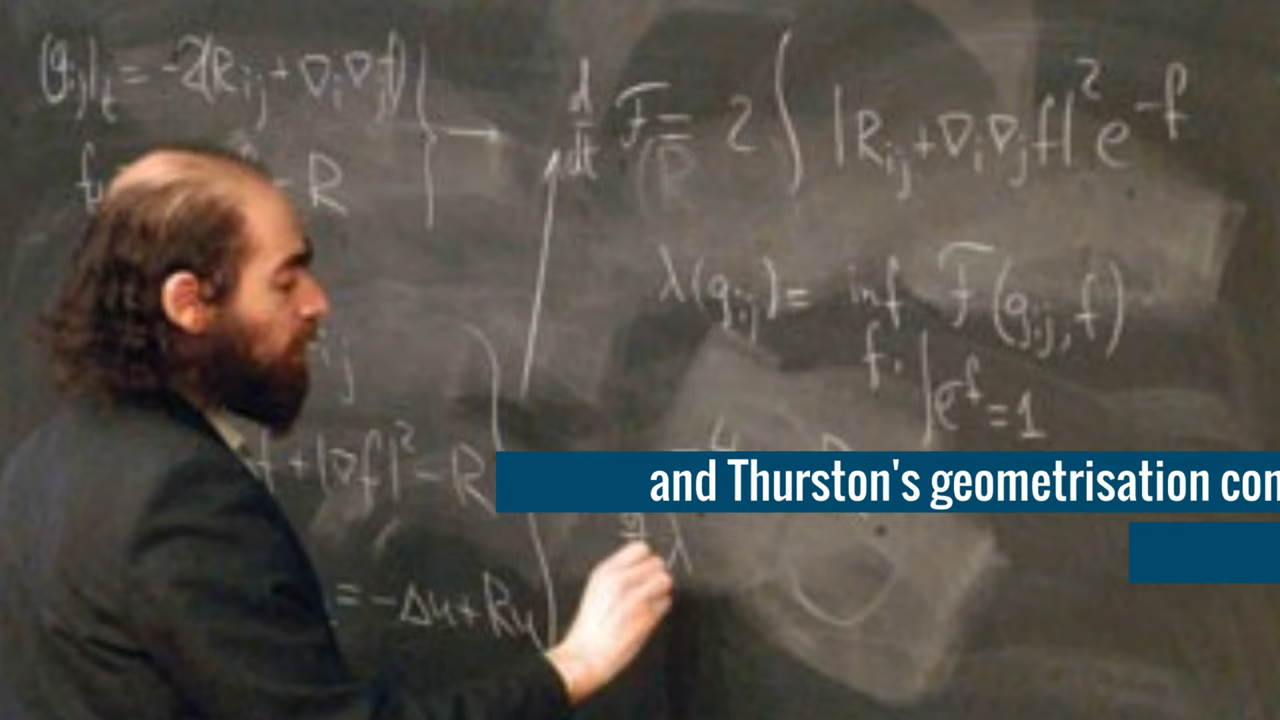 (gij)t = -2(Rij + ∇i∇jf)
d/dt F = 2 ∫ |Rij + ∇i∇jf|² e^-f
- R
λ(gij) = inf F(gij, f)
f: ∫ e^f = 1
j
+ |∇f|² - R
and Thurston's geometrisation con
λ
= -Δu + Ru